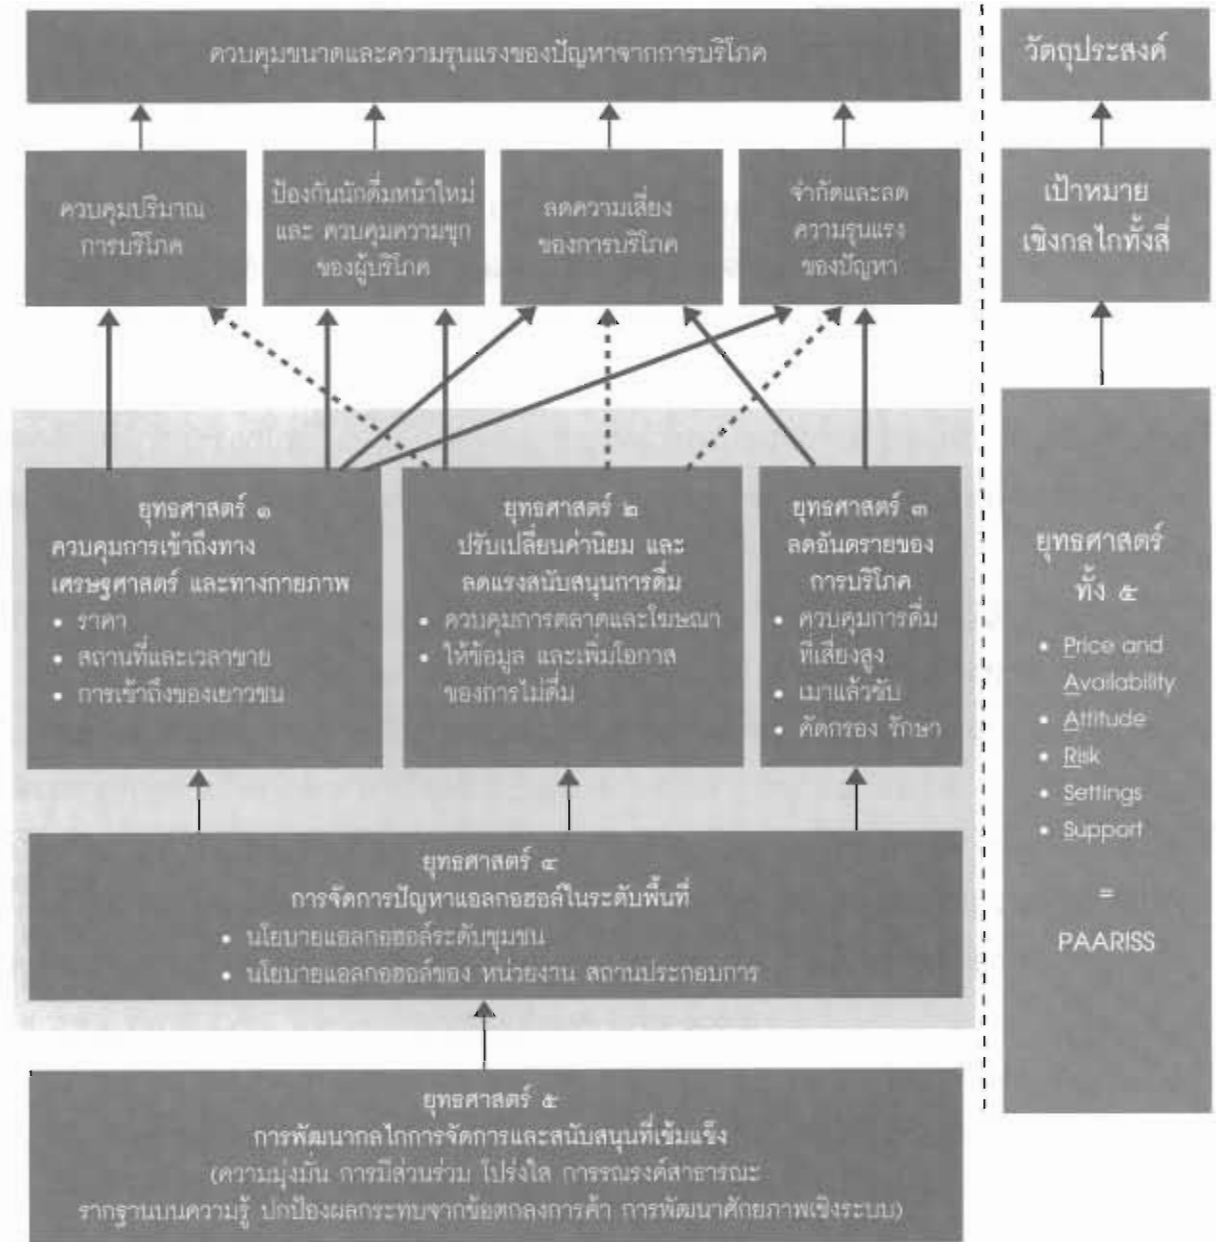 ควบคุมขนาดและความรุนแรงของปัญหาจากการบริโภค
วัตถุประสงค์
ควบคุมปริมาณ
การบริโภค
ป้องกันนักดื่มหน้าใหม่
และ ควบคุมความชุก
ของผู้บริโภค
ลดความเสี่ยง
ของการบริโภค
จำกัดและลด
ความรุนแรง
ของปัญหา
เป้าหมาย
เชิงกลไกทั้งสี่
ยุทธศาสตร์ ๑
ควบคุมการเข้าถึงทาง
เศรษฐศาสตร์ และทางกายภาพ
• ราคา
• สถานที่และเวลาขาย
• การเข้าถึงของเยาวชน
ยุทธศาสตร์ ๒
ปรับเปลี่ยนค่านิยม และ
ลดแรงสนับสนุนการดื่ม
• ควบคุมการตลาดและโฆษณา
• ให้ข้อมูล และเพิ่มโอกาส
ของการไม่ดื่ม
ยุทธศาสตร์ ๓
ลดอันตรายของ
การบริโภค
• ควบคุมการดื่ม
ที่เสี่ยงสูง
• เมาแล้วขับ
• คัดกรอง รักษา
ยุทธศาสตร์
ทั้ง ๕
• Price and
Availability
• Attitude
• Risk
• Settings
• Support
=
PAARISS
ยุทธศาสตร์ ๔
การจัดการปัญหาแอลกอฮอล์ในระดับพื้นที่
• นโยบายแอลกอฮอล์ระดับชุมชน
• นโยบายแอลกอฮอล์ของ หน่วยงาน สถานประกอบการ
ยุทธศาสตร์ ๕
การพัฒนากลไกการจัดการและสนับสนุนที่เข้มแข็ง
(ความมุ่งมั่น การมีส่วนร่วม โปร่งใส การรณรงค์สาธารณะ
รากฐานบนความรู้ ปกป้องผลกระทบจากข้อตกลงการค้า การพัฒนาศักยภาพเชิงระบบ)